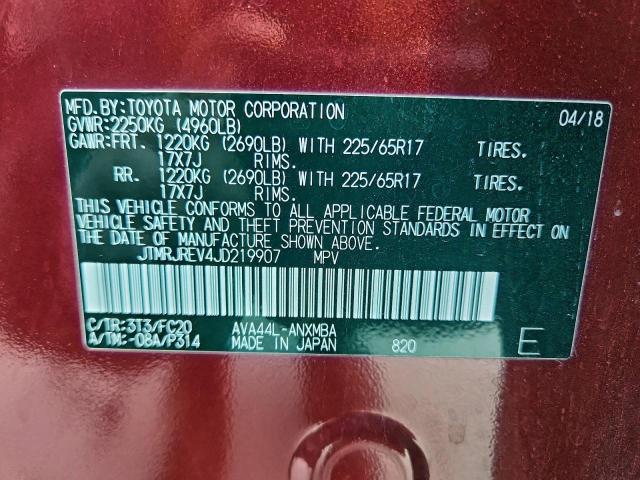 MFD.BY:TOYOTA MOTOR CORPORATION 04/18
GVWR:2250KG (4960LB)
GAWR:FRT. 1220KG (2690LB) WITH 225/65R17 TIRES,
17X7J RIMS.
RR. 1220KG (2690LB) WITH 225/65R17 TIRES,
17X7J RIMS.
THIS VEHICLE CONFORMS TO ALL APPLICABLE FEDERAL MOTOR
VEHICLE SAFETY AND THEFT PREVENTION STANDARDS IN EFFECT ON
THE DATE OF MANUFACTURE SHOWN ABOVE.
JTMRJREV4JD219907 MPV
C/TR:3T3/FC20 AVA44L-ANXMBA
A/TM:-08A/P314 MADE IN JAPAN 820 E